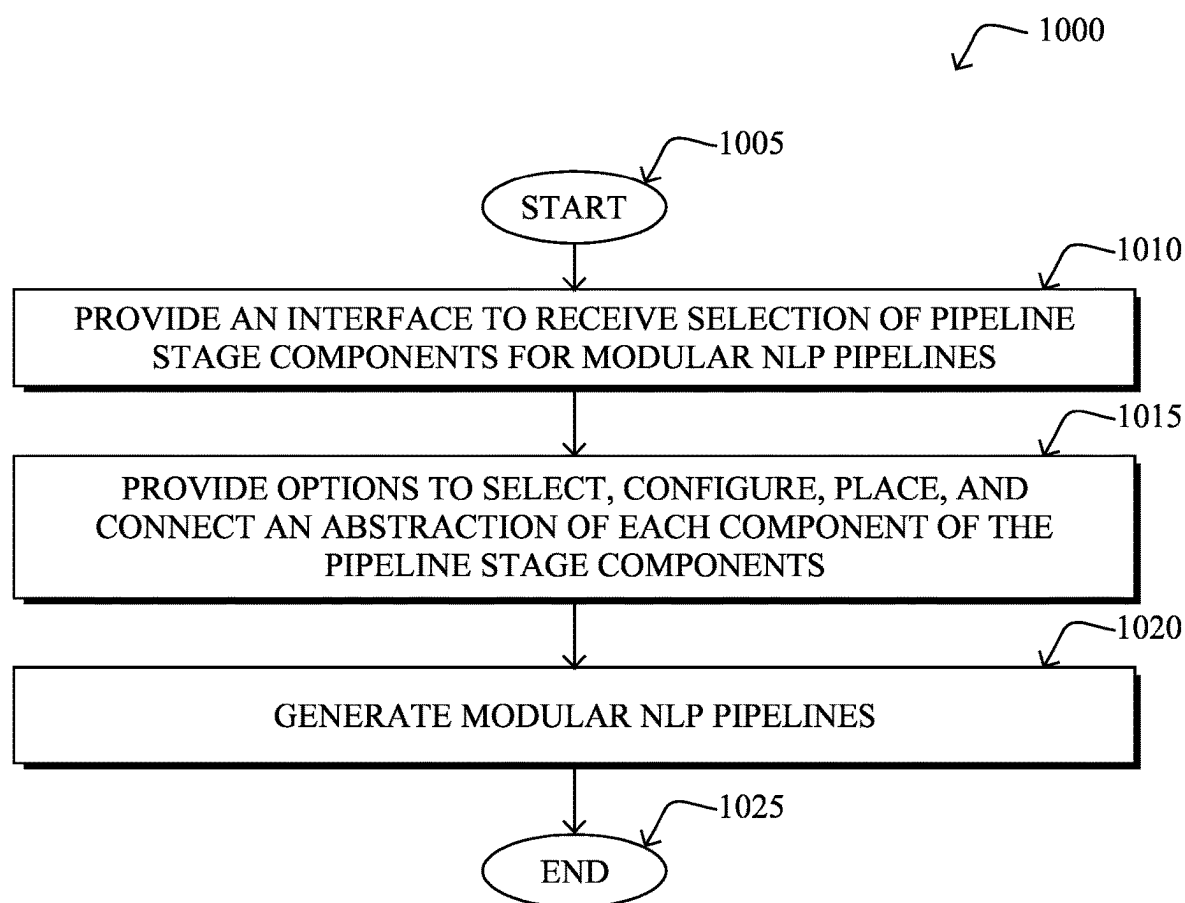 1000
1005
START
1010
PROVIDE AN INTERFACE TO RECEIVE SELECTION OF PIPELINE
STAGE COMPONENTS FOR MODULAR NLP PIPELINES
1015
PROVIDE OPTIONS TO SELECT, CONFIGURE, PLACE, AND
CONNECT AN ABSTRACTION OF EACH COMPONENT OF THE
PIPELINE STAGE COMPONENTS
1020
GENERATE MODULAR NLP PIPELINES
1025
END